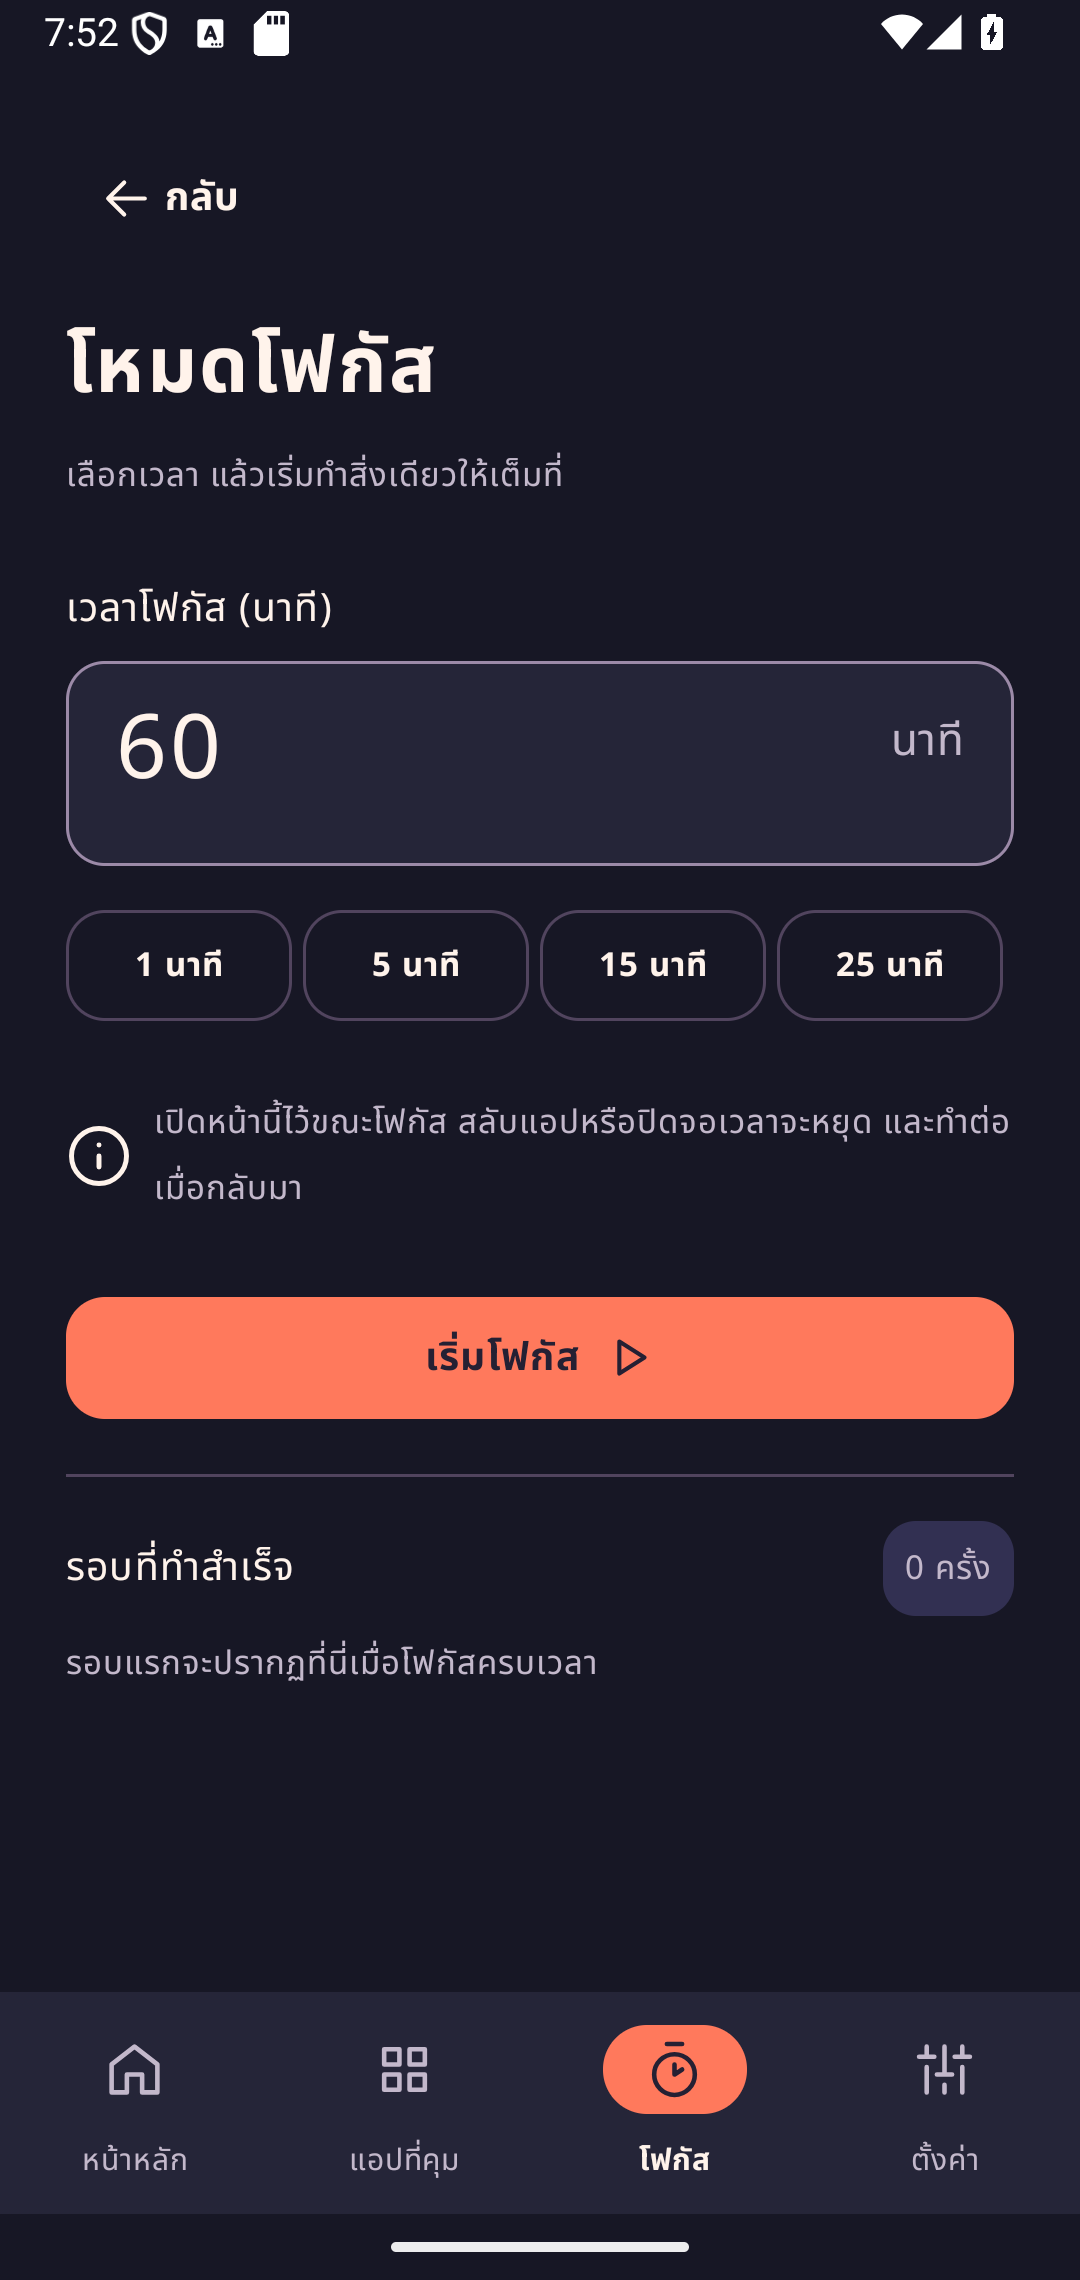 7:52
กลับ
โหมดโฟกัส
เลือกเวลา แล้วเริ่มทำสิ่งเดียวให้เต็มที่
เวลาโฟกัส (นาที)
60 นาที
1 นาที 5 นาที 15 นาที 25 นาที
เปิดหน้านี้ไว้ขณะโฟกัส สลับแอปหรือปิดจอเวลาจะหยุด และทำต่อ
เมื่อกลับมา
เริ่มโฟกัส
รอบที่ทำสำเร็จ 0 ครั้ง
รอบแรกจะปรากฏที่นี่เมื่อโฟกัสครบเวลา
หน้าหลัก แอปที่คุม โฟกัส ตั้งค่า